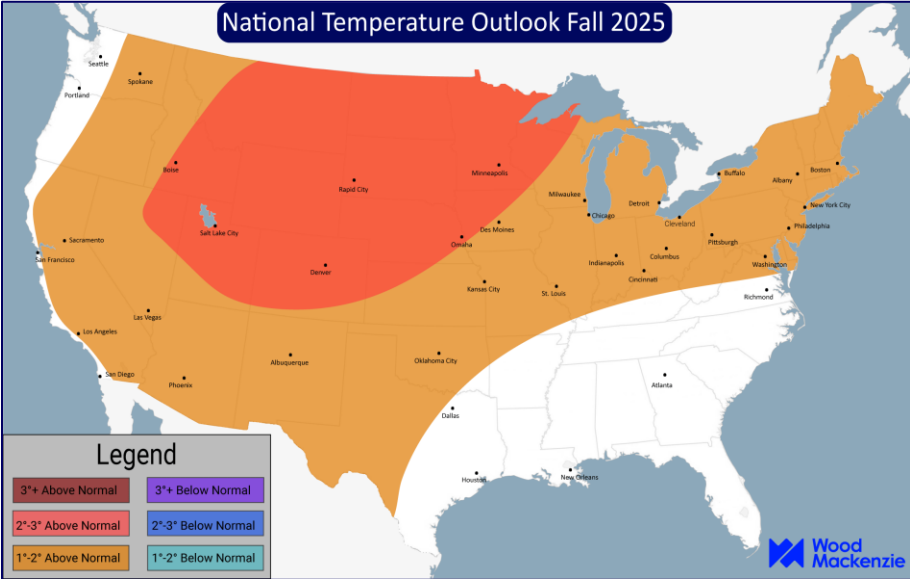 National Temperature Outlook Fall 2025
Seattle
Spokane
Portland
Boise
Rapid City
Minneapolis
Milwaukee
Detroit
Buffalo
Albany
Boston
New York City
Philadelphia
Cleveland
Chicago
Des Moines
Omaha
Salt Lake City
Sacramento
San Francisco
Denver
Pittsburgh
Columbus
Indianapolis
Cincinnati
Washington
Kansas City
St. Louis
Richmond
Las Vegas
Los Angeles
Albuquerque
Oklahoma City
San Diego
Phoenix
Atlanta
Dallas
Houston
New Orleans
Legend
3°+ Above Normal
3°+ Below Normal
2°-3° Above Normal
2°-3° Below Normal
1°-2° Above Normal
1°-2° Below Normal
Wood
Mackenzie